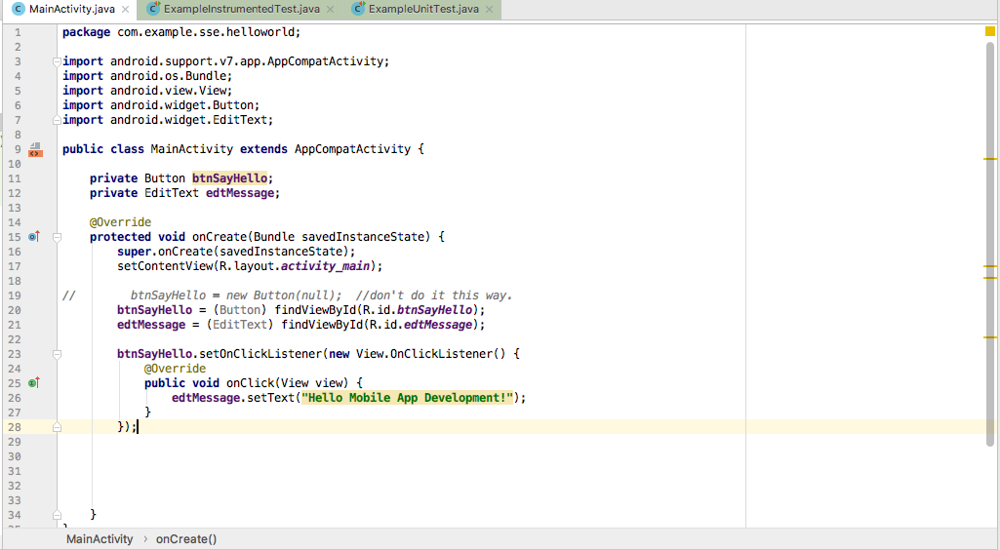 MainActivity.java × ExampleInstrumentedTest.java × ExampleUnitTest.java ×
1 package com.example.sse.helloworld;
2
3 import android.support.v7.app.AppCompatActivity;
4 import android.os.Bundle;
5 import android.view.View;
6 import android.widget.Button;
7 import android.widget.EditText;
8
9 public class MainActivity extends AppCompatActivity {
10
11 private Button btnSayHello;
12 private EditText edtMessage;
13
14 @Override
15 protected void onCreate(Bundle savedInstanceState) {
16 super.onCreate(savedInstanceState);
17 setContentView(R.layout.activity_main);
18
19 // btnSayHello = new Button(null); //don't do it this way.
20 btnSayHello = (Button) findViewById(R.id.btnSayHello);
21 edtMessage = (EditText) findViewById(R.id.edtMessage);
22
23 btnSayHello.setOnClickListener(new View.OnClickListener() {
24 @Override
25 public void onClick(View view) {
26 edtMessage.setText("Hello Mobile App Development!");
27 }
28 });
29
30
31
32
33
34 }
MainActivity › onCreate()